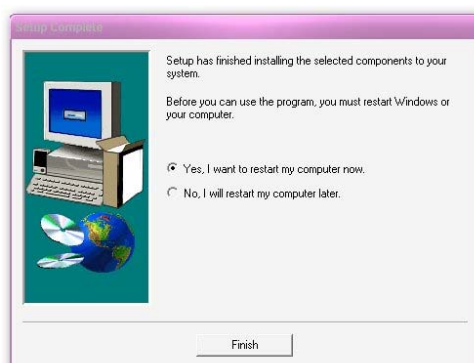 Setup Complete
Setup has finished installing the selected components to your
system.
Before you can use the program, you must restart Windows or
your computer.
Yes, I want to restart my computer now.
No, I will restart my computer later.
Finish